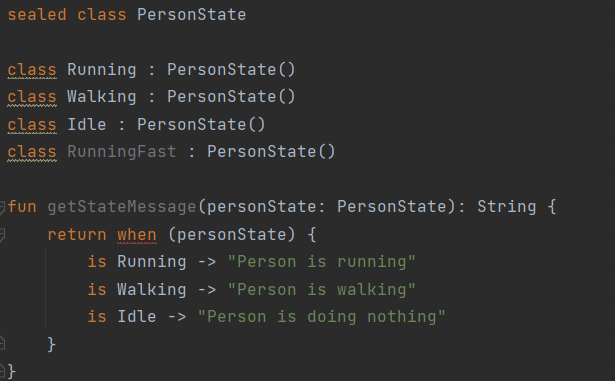 sealed class PersonState
class Running : PersonState()
class Walking : PersonState()
class Idle : PersonState()
class RunningFast : PersonState()
fun getStateMessage(personState: PersonState): String {
    return when (personState) {
        is Running -> "Person is running"
        is Walking -> "Person is walking"
        is Idle -> "Person is doing nothing"
    }
}